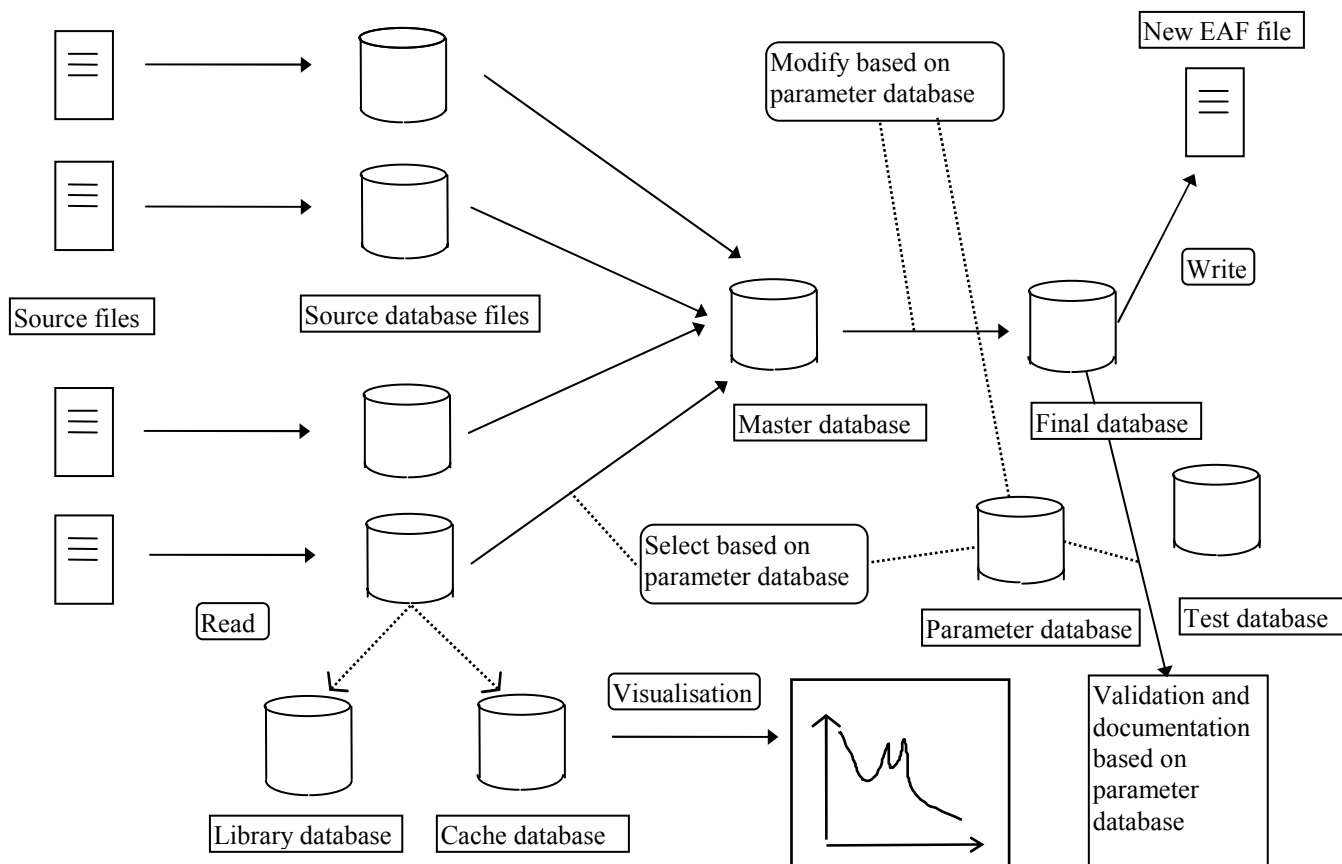 New EAF file
Modify based on
parameter database
Write
Source files
Source database files
Master database
Final database
Select based on
parameter database
Read
Parameter database
Test database
Visualisation
Validation and
documentation
based on
parameter
database
Library database
Cache database